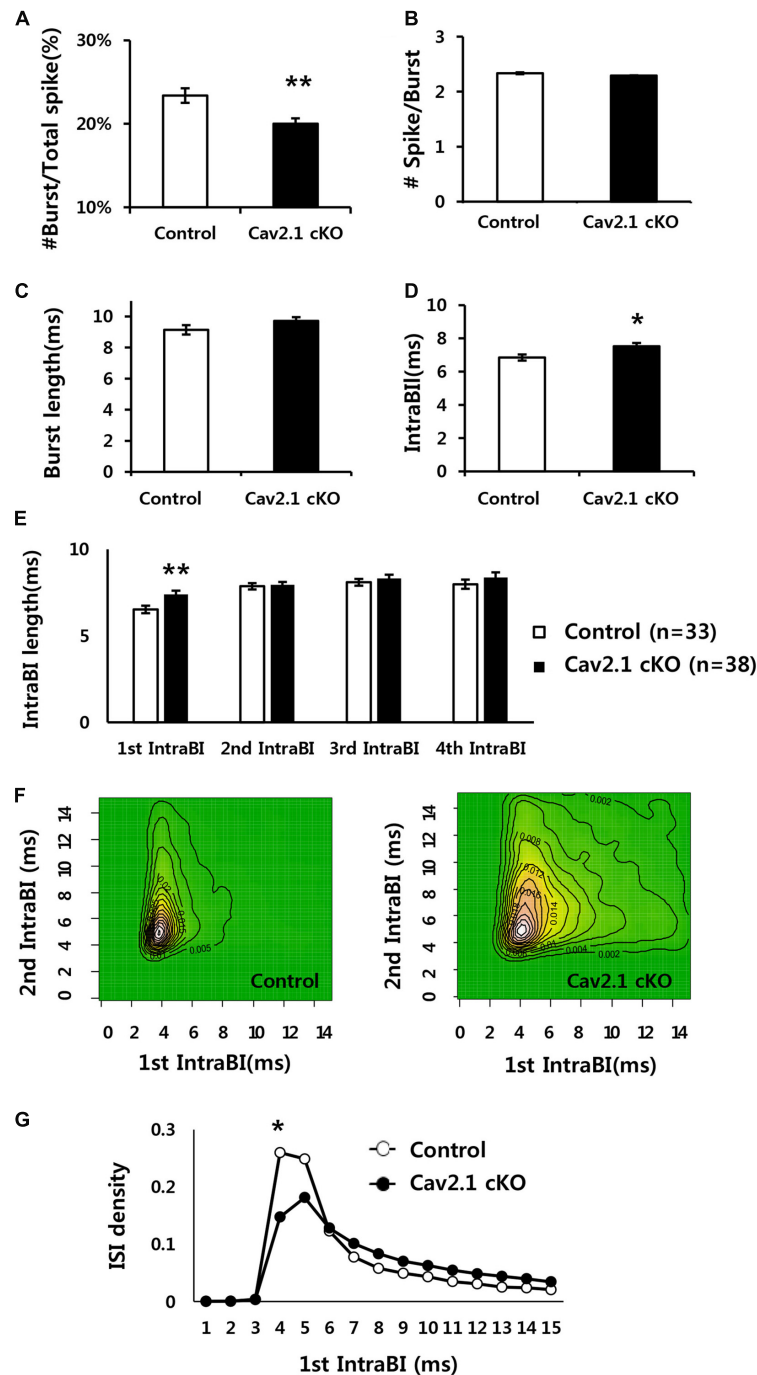 A
#Burst/Total spike(%)
30%
20%
10%
**
Control
Cav2.1 cKO
B
# Spike/Burst
3
2
1
0
Control
Cav2.1 cKO
C
Burst length(ms)
10
8
6
4
2
0
Control
Cav2.1 cKO
D
IntraBII(ms)
10
8
6
4
2
0
*
Control
Cav2.1 cKO
E
IntraBI length(ms)
10
5
0
**
1st IntraBI
2nd IntraBI
3rd IntraBI
4th IntraBI
Control (n=33)
Cav2.1 cKO (n=38)
F
2nd IntraBI (ms)
14
12
10
8
6
4
2
0
0.005
Control
0 2 4 6 8 10 12 14
1st IntraBI(ms)
2nd IntraBI (ms)
14
12
10
8
6
4
2
0
0.002
0.008
0.012
0.016
0.014
0.01
0.004
0.002
Cav2.1 cKO
0 2 4 6 8 10 12 14
1st IntraBI(ms)
G
ISI density
0.3
0.2
0.1
0
*
Control
Cav2.1 cKO
1 2 3 4 5 6 7 8 9 10 11 12 13 14 15
1st IntraBI (ms)